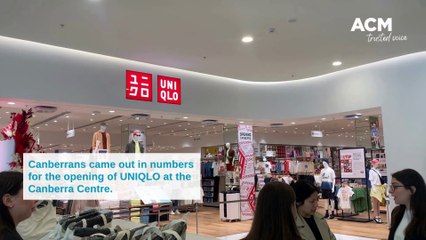 ACM
trusted voice
ユニ
クロ
UNI
QLO
Canberrans came out in numbers
for the opening of UNIQLO at the
Canberra Centre.